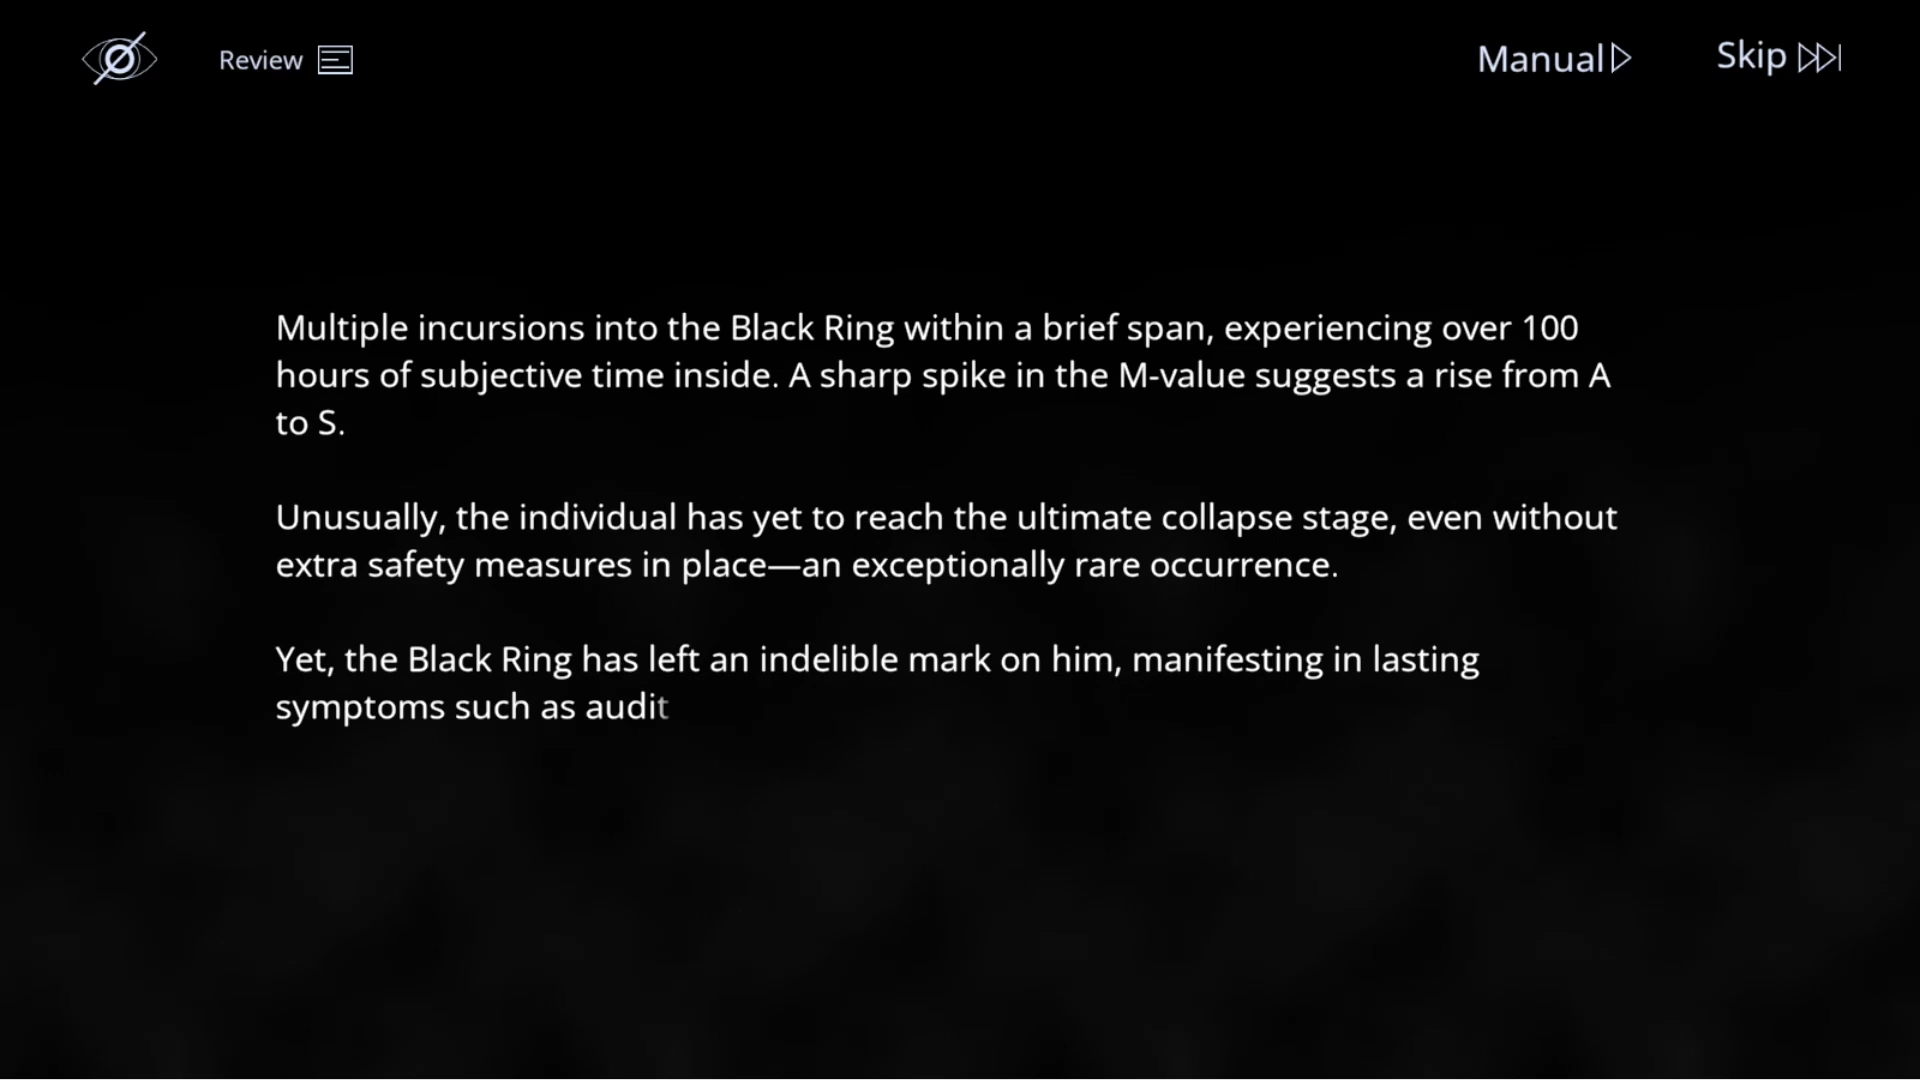 Review
Manual
Skip
Multiple incursions into the Black Ring within a brief span, experiencing over 100
hours of subjective time inside. A sharp spike in the M-value suggests a rise from A
to S.
Unusually, the individual has yet to reach the ultimate collapse stage, even without
extra safety measures in place—an exceptionally rare occurrence.
Yet, the Black Ring has left an indelible mark on him, manifesting in lasting
symptoms such as audit